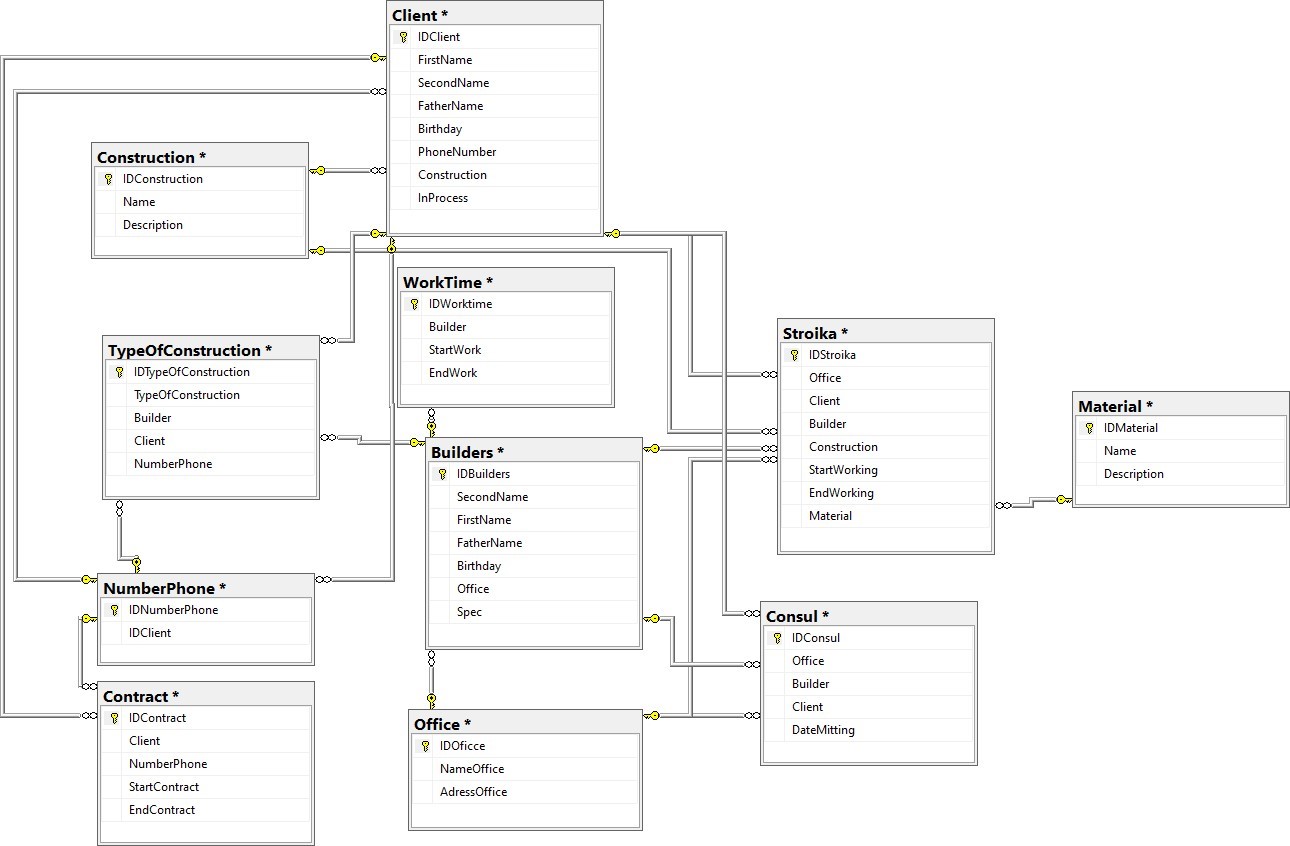 Client *
IDClient
FirstName
SecondName
FatherName
Birthday
PhoneNumber
Construction
InProcess
Construction *
IDConstruction
Name
Description
WorkTime *
IDWorktime
Builder
StartWork
EndWork
TypeOfConstruction *
IDTypeOfConstruction
TypeOfConstruction
Builder
Client
NumberPhone
Stroika *
IDStroika
Office
Client
Builder
Construction
StartWorking
EndWorking
Material
Material *
IDMaterial
Name
Description
Builders *
IDBuilders
SecondName
FirstName
FatherName
Birthday
Office
Spec
NumberPhone *
IDNumberPhone
IDClient
Consul *
IDConsul
Office
Builder
Client
DateMitting
Contract *
IDContract
Client
NumberPhone
StartContract
EndContract
Office *
IDOficce
NameOffice
AdressOffice